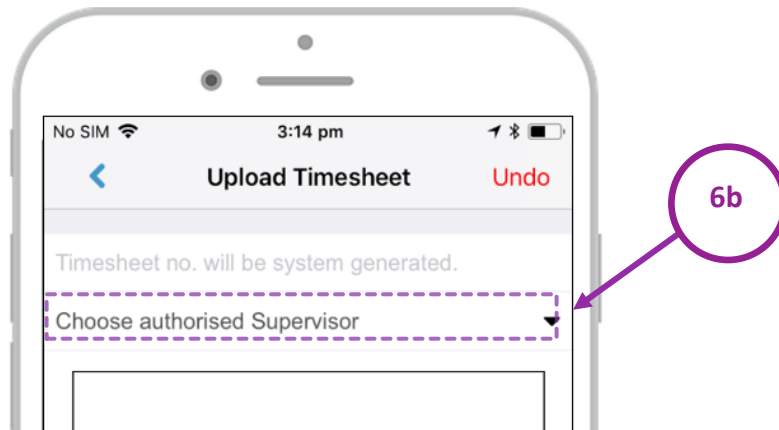 No SIM 3:14 pm
Upload Timesheet Undo
6b
Timesheet no. will be system generated.
Choose authorised Supervisor